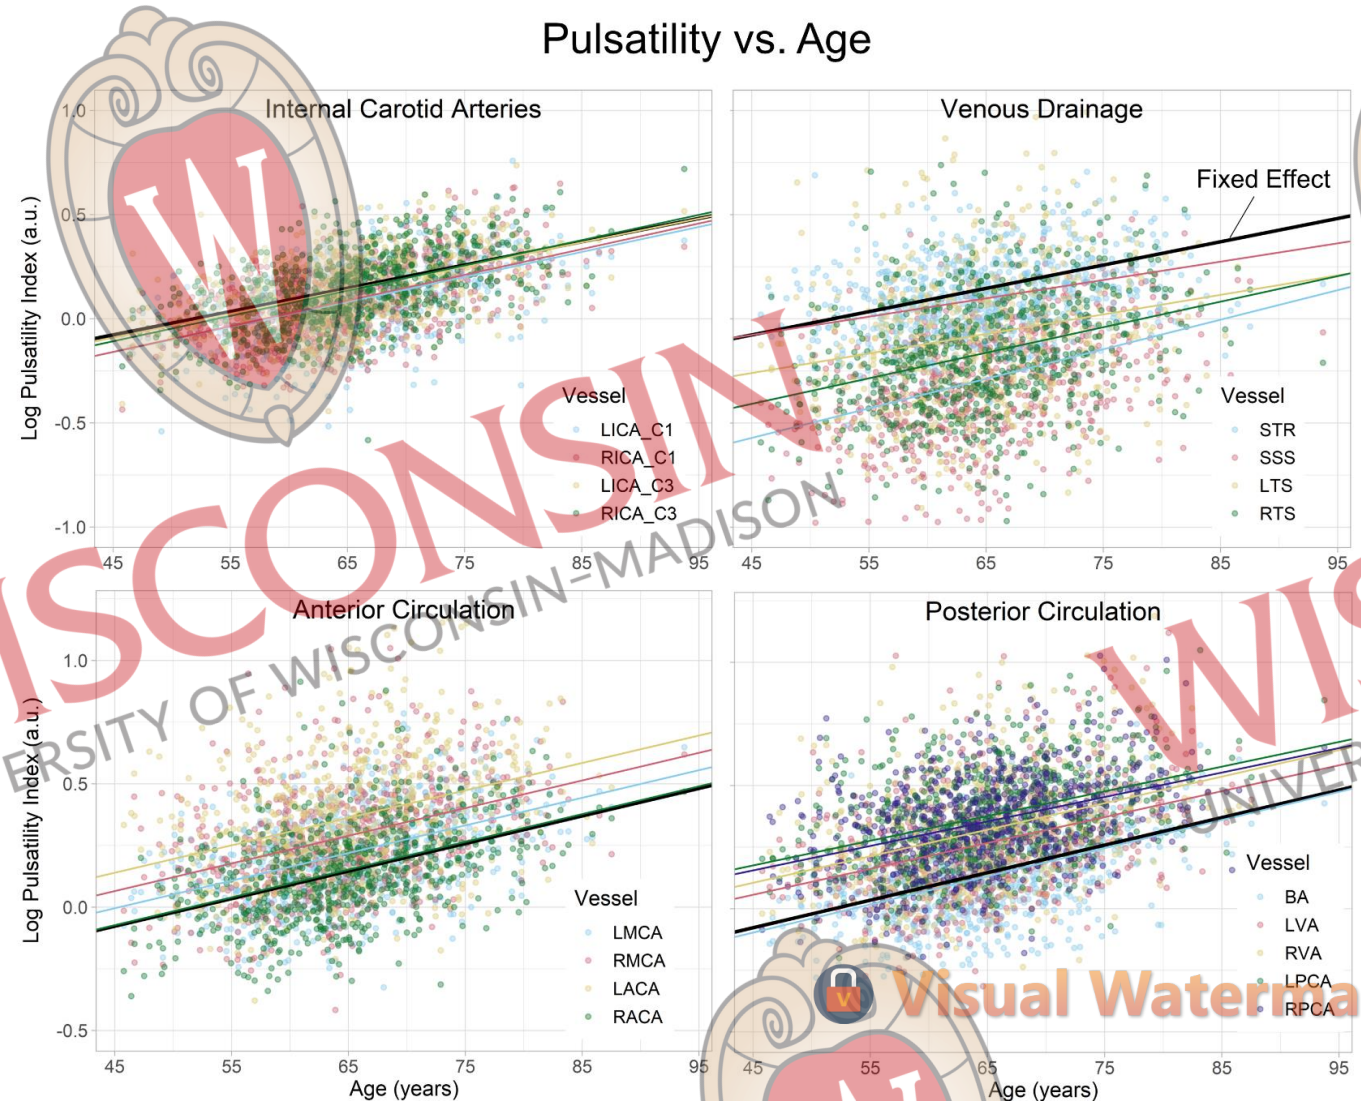 Pulsatility vs. Age
Internal Carotid Arteries
Log Pulsatility Index (a.u.)
1.0
0.5
0.0
-0.5
-1.0
45 55 65 75 85 95
Vessel
LICA_C1
RICA_C1
LICA_C3
RICA_C3
Venous Drainage
Fixed Effect
Vessel
STR
SSS
LTS
RTS
45 55 65 75 85 95
Anterior Circulation
Log Pulsatility Index (a.u.)
1.0
0.5
0.0
-0.5
Vessel
LMCA
RMCA
LACA
RACA
45 55 65 75 85 95
Age (years)
Posterior Circulation
Vessel
BA
LVA
RVA
LPCA
RPCA
45 55 65 75 85 95
Age (years)
W
ISCONSIN
ERSITY OF WISCONSIN–MADISON
WIS
UNIVER
V
Visual Waterma